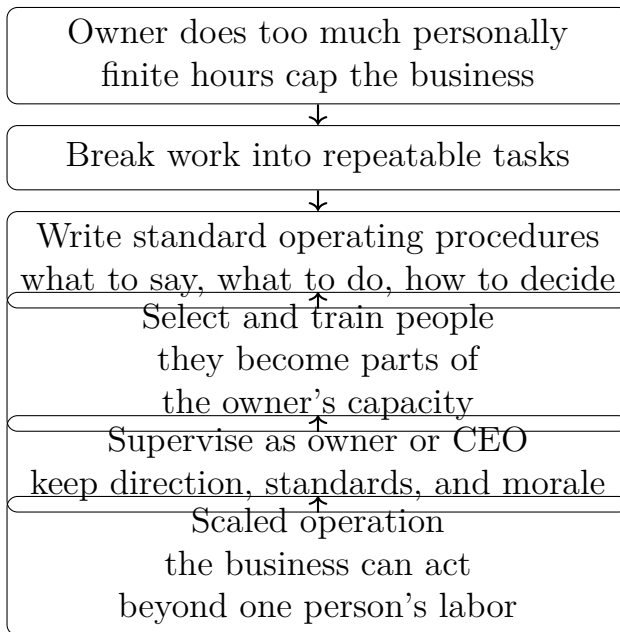 Owner does too much personally
finite hours cap the business
Break work into repeatable tasks
Write standard operating procedures
what to say, what to do, how to decide
Select and train people
they become parts of
the owner's capacity
Supervise as owner or CEO
keep direction, standards, and morale
Scaled operation
the business can act
beyond one person's labor